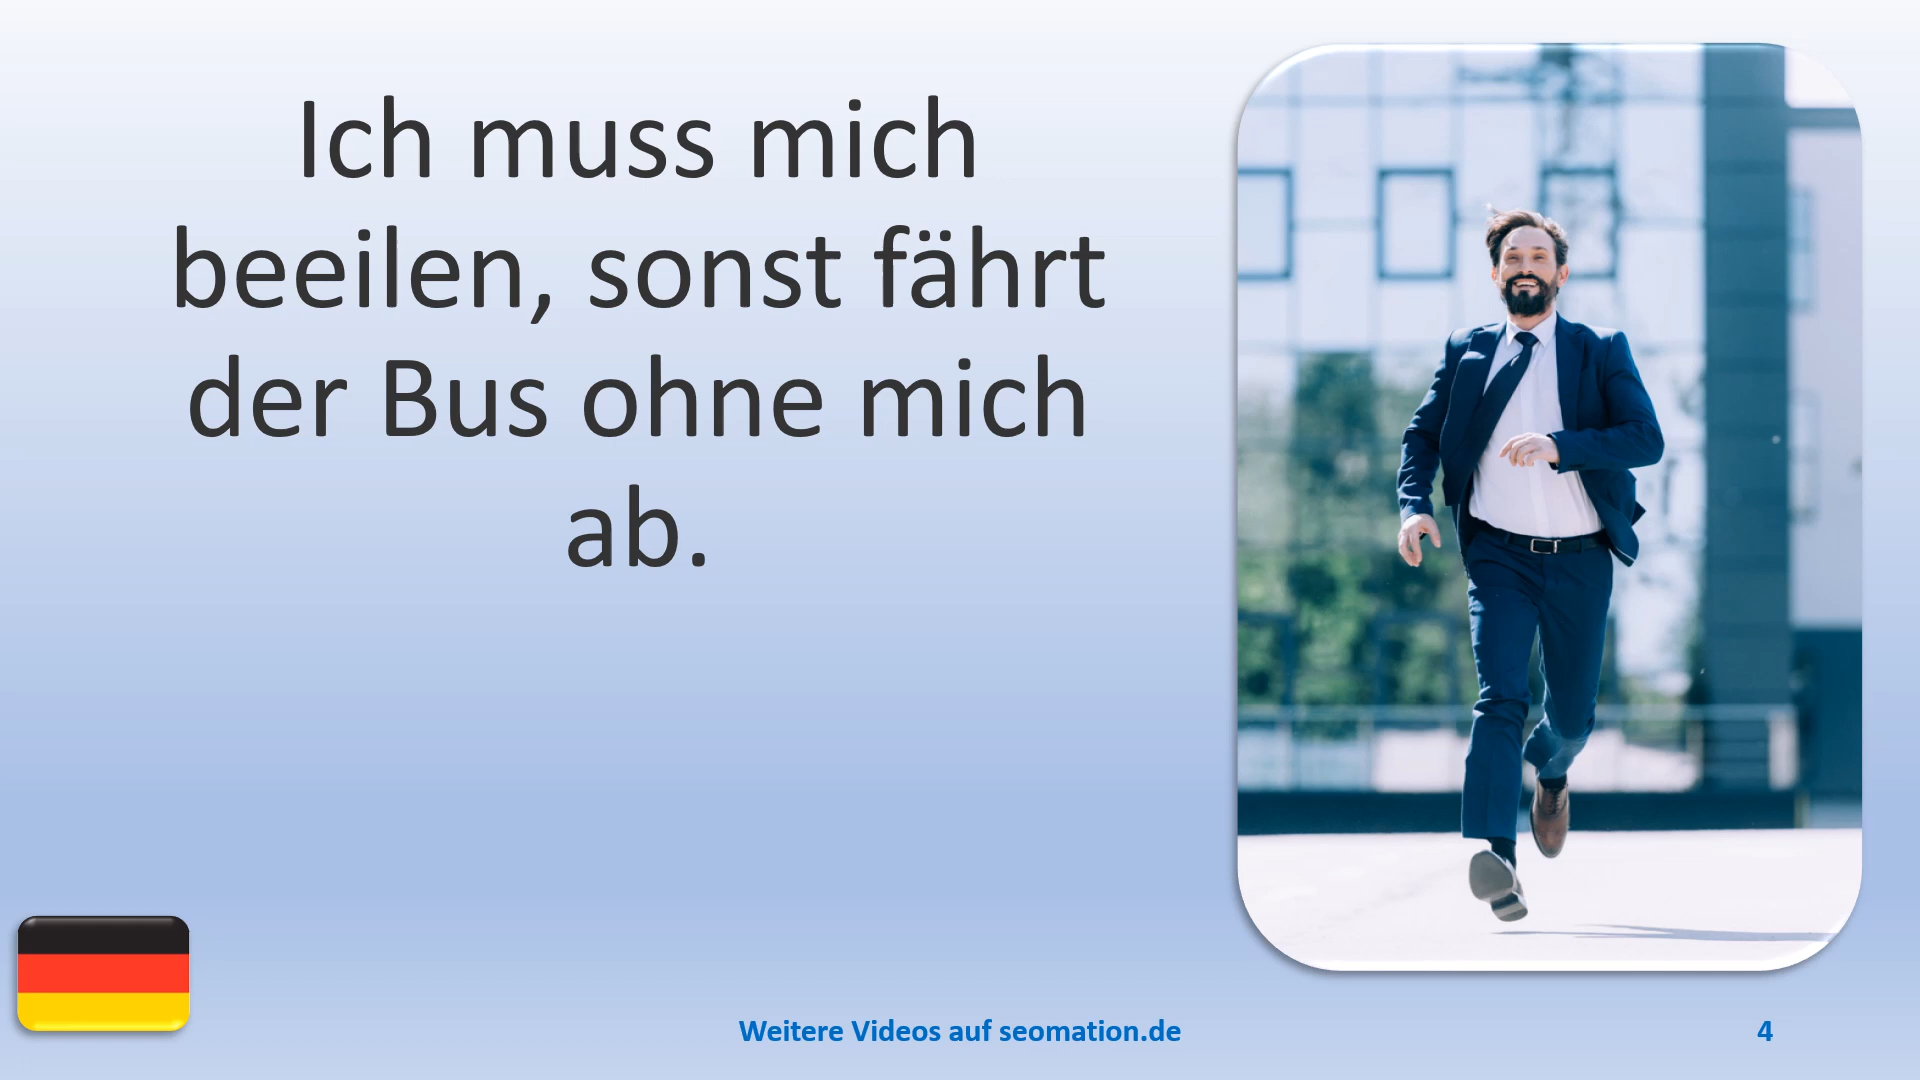 Ich muss mich
beeilen, sonst fährt
der Bus ohne mich
ab.
Weitere Videos auf seomation.de
4